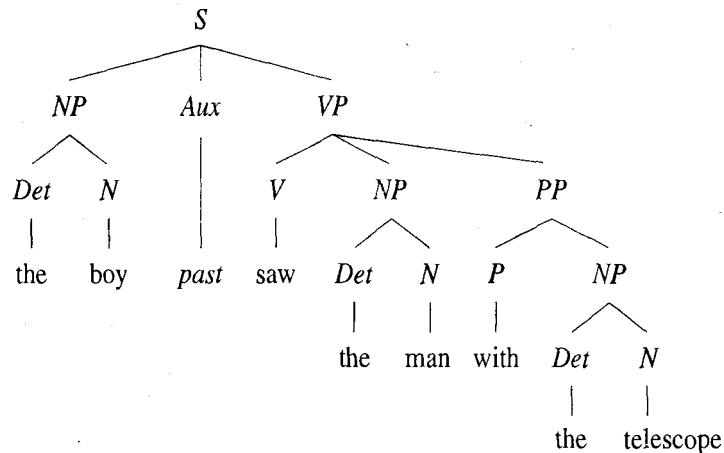 S
NP Aux VP
Det N V NP PP
the boy past saw Det N P NP
the man with Det N
the telescope